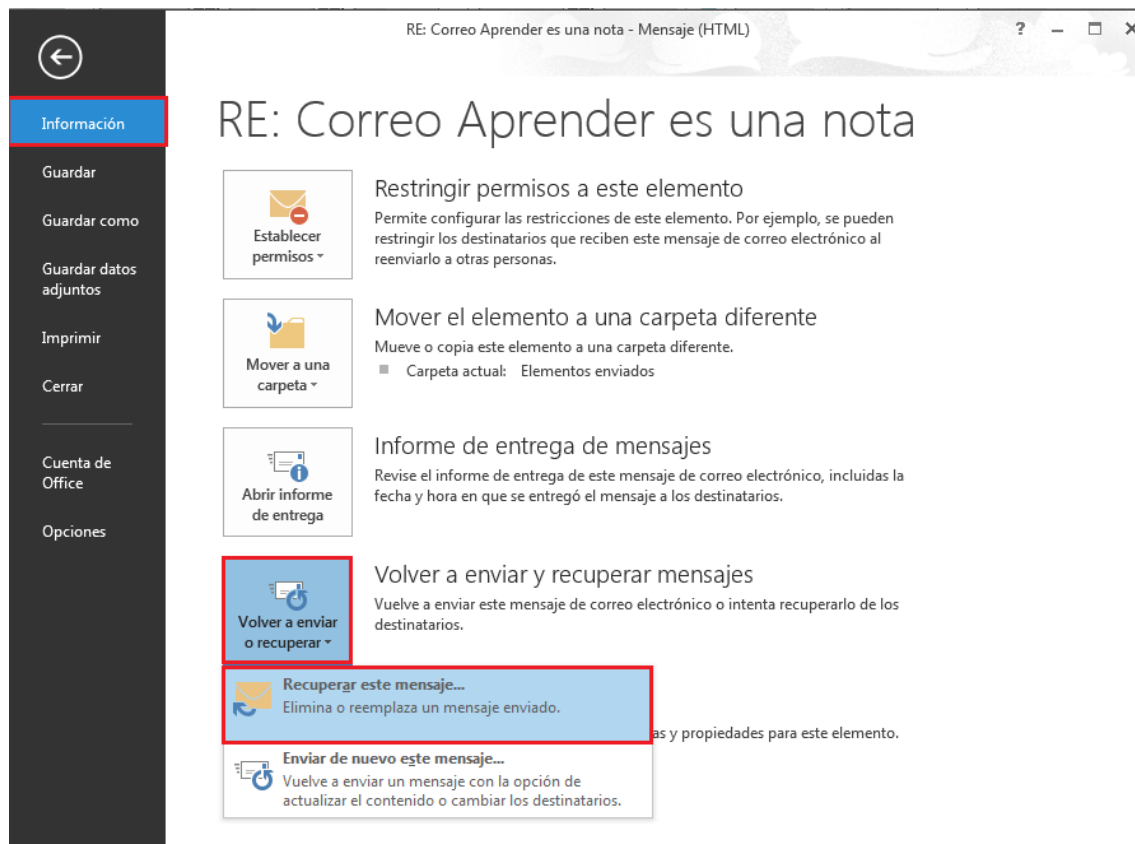 RE: Correo Aprender es una nota - Mensaje (HTML)
?
Información
Guardar
Guardar como
Guardar datos
adjuntos
Imprimir
Cerrar
Cuenta de
Office
Opciones
RE: Correo Aprender es una nota
Establecer
permisos
Restringir permisos a este elemento
Permite configurar las restricciones de este elemento. Por ejemplo, se pueden
restringir los destinatarios que reciben este mensaje de correo electrónico al
reenviarlo a otras personas.
Mover a una
carpeta
Mover el elemento a una carpeta diferente
Mueve o copia este elemento a una carpeta diferente.
Carpeta actual: Elementos enviados
Abrir informe
de entrega
Informe de entrega de mensajes
Revise el informe de entrega de este mensaje de correo electrónico, incluidas la
fecha y hora en que se entregó el mensaje a los destinatarios.
Volver a enviar
o recuperar
Volver a enviar y recuperar mensajes
Vuelve a enviar este mensaje de correo electrónico o intenta recuperarlo de los
destinatarios.
Recuperar este mensaje...
Elimina o reemplaza un mensaje enviado.
as y propiedades para este elemento.
Enviar de nuevo este mensaje...
Vuelve a enviar un mensaje con la opción de
actualizar el contenido o cambiar los destinatarios.